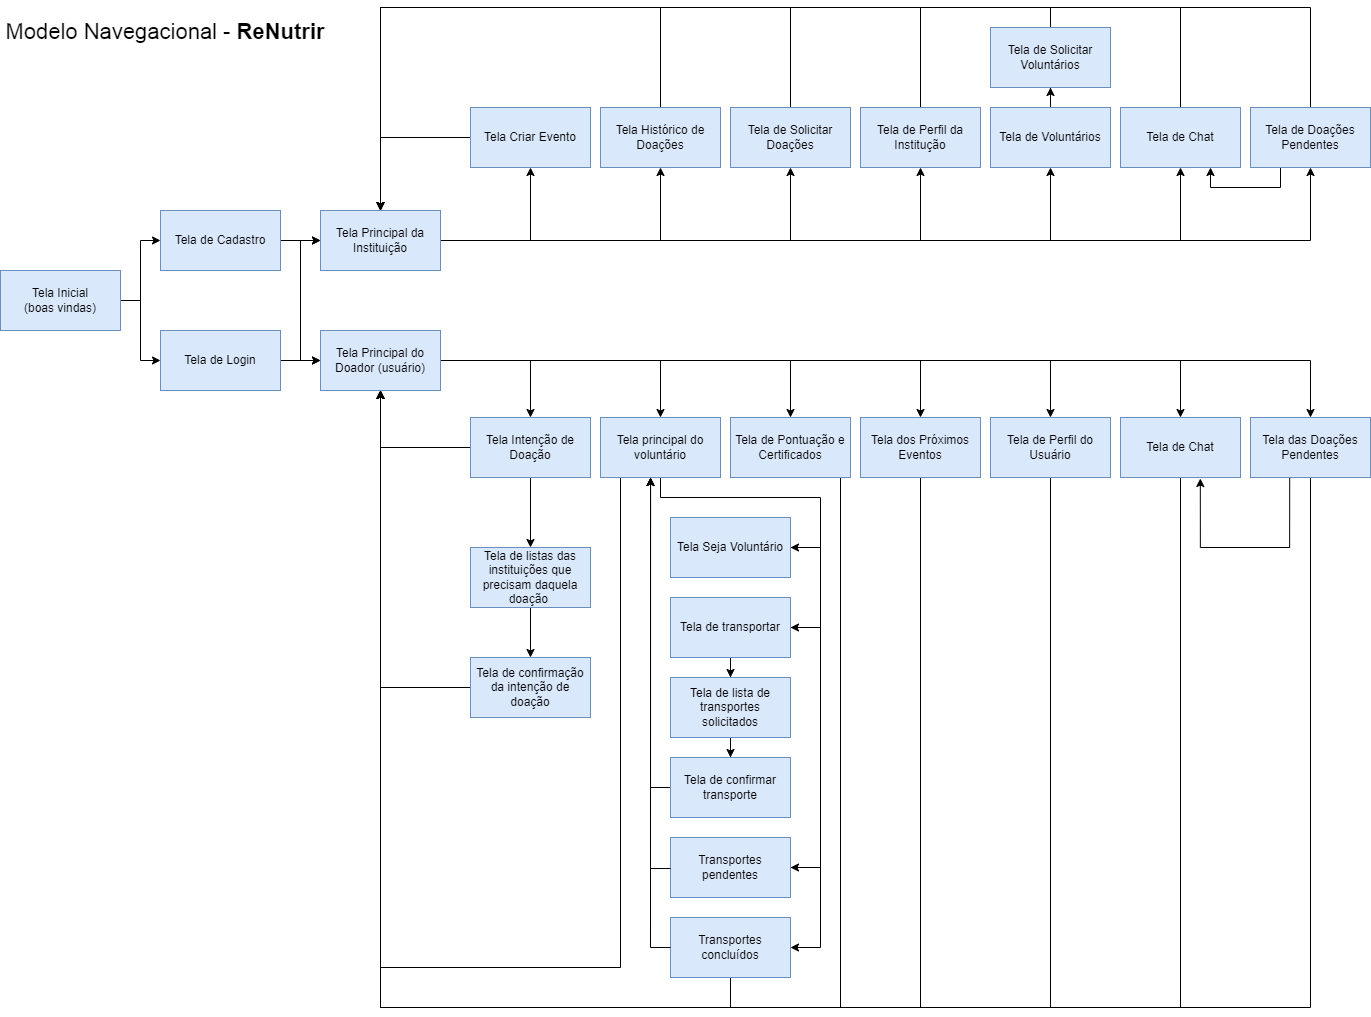 Modelo Navegacional - ReNutrir
Tela de Solicitar
Voluntários
Tela Criar Evento
Tela Histórico de
Doações
Tela de Solicitar
Doações
Tela de Perfil da
Institução
Tela de Voluntários
Tela de Chat
Tela de Doações
Pendentes
Tela de Cadastro
Tela Principal da
Instituição
Tela Inicial
(boas vindas)
Tela de Login
Tela Principal do
Doador (usuário)
Tela Intenção de
Doação
Tela principal do
voluntário
Tela de Pontuação e
Certificados
Tela dos Próximos
Eventos
Tela de Perfil do
Usuário
Tela de Chat
Tela das Doações
Pendentes
Tela de listas das
instituições que
precisam daquela
doação
Tela de confirmação
da intenção de
doação
Tela Seja Voluntário
Tela de transportar
Tela de lista de
transportes
solicitados
Tela de confirmar
transporte
Transportes
pendentes
Transportes
concluídos